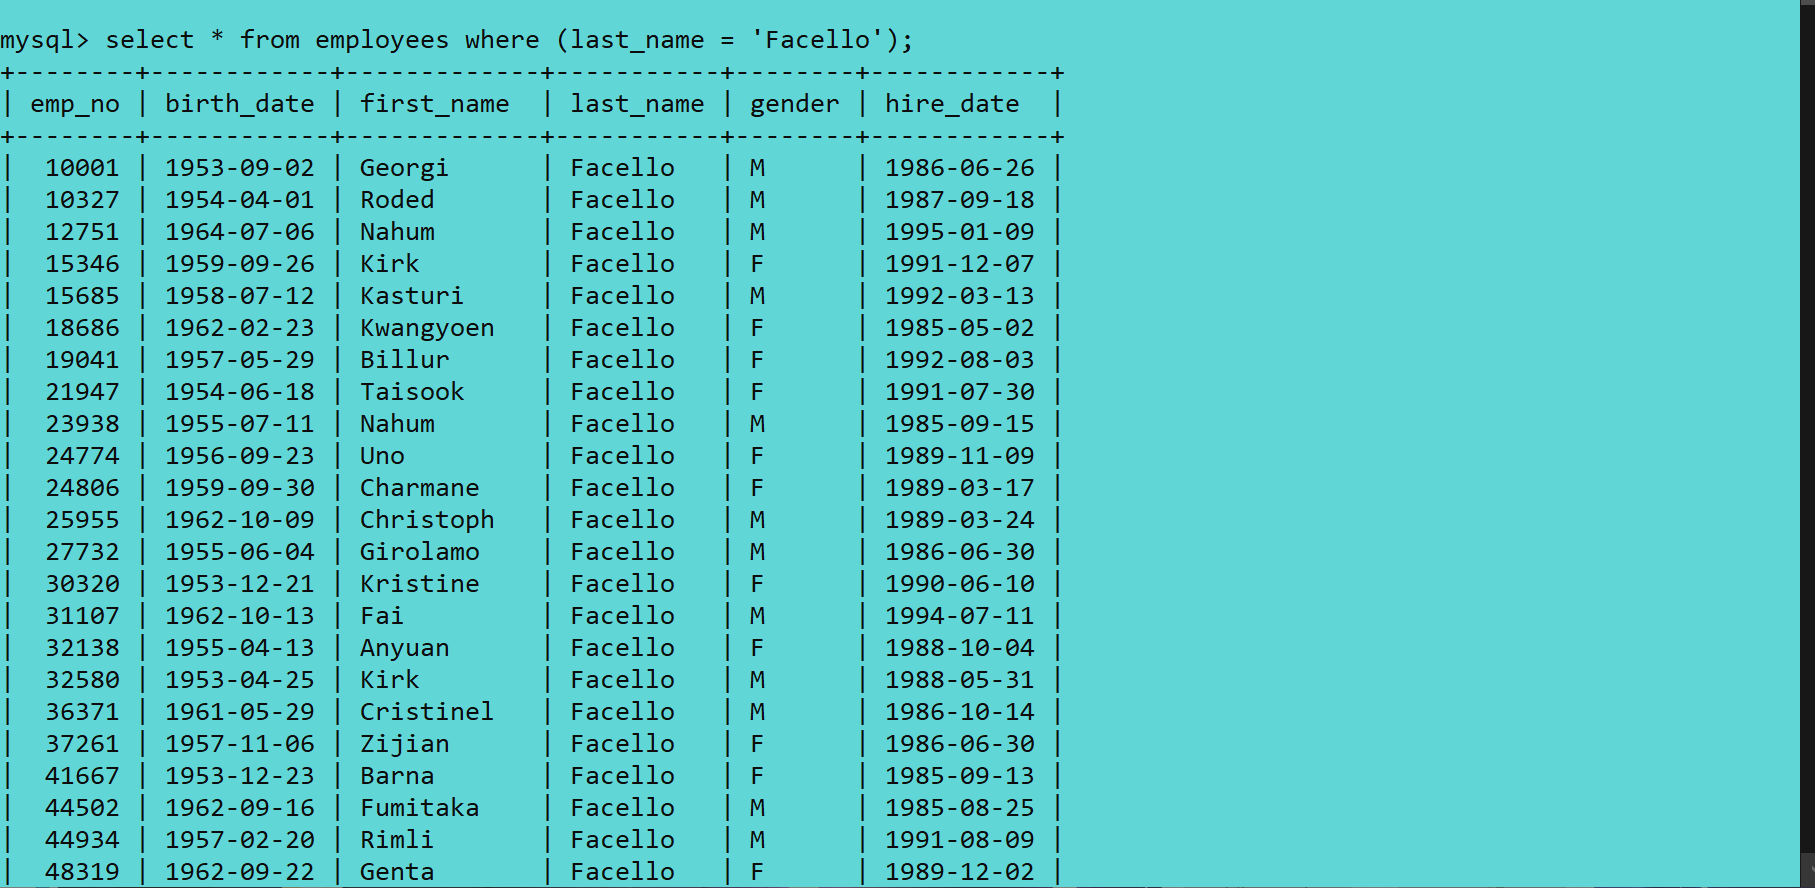 mysql> select * from employees where (last_name = 'Facello');
+--------+------------+-------------+-----------+--------+------------+
| emp_no | birth_date | first_name  | last_name | gender | hire_date  |
+--------+------------+-------------+-----------+--------+------------+
|  10001 | 1953-09-02 | Georgi      | Facello   | M      | 1986-06-26 |
|  10327 | 1954-04-01 | Roded       | Facello   | M      | 1987-09-18 |
|  12751 | 1964-07-06 | Nahum       | Facello   | M      | 1995-01-09 |
|  15346 | 1959-09-26 | Kirk        | Facello   | F      | 1991-12-07 |
|  15685 | 1958-07-12 | Kasturi     | Facello   | M      | 1992-03-13 |
|  18686 | 1962-02-23 | Kwangyoen   | Facello   | F      | 1985-05-02 |
|  19041 | 1957-05-29 | Billur      | Facello   | F      | 1992-08-03 |
|  21947 | 1954-06-18 | Taisook     | Facello   | F      | 1991-07-30 |
|  23938 | 1955-07-11 | Nahum       | Facello   | M      | 1985-09-15 |
|  24774 | 1956-09-23 | Uno         | Facello   | F      | 1989-11-09 |
|  24806 | 1959-09-30 | Charmane    | Facello   | F      | 1989-03-17 |
|  25955 | 1962-10-09 | Christoph   | Facello   | M      | 1989-03-24 |
|  27732 | 1955-06-04 | Girolamo    | Facello   | M      | 1986-06-30 |
|  30320 | 1953-12-21 | Kristine    | Facello   | F      | 1990-06-10 |
|  31107 | 1962-10-13 | Fai         | Facello   | M      | 1994-07-11 |
|  32138 | 1955-04-13 | Anyuan      | Facello   | F      | 1988-10-04 |
|  32580 | 1953-04-25 | Kirk        | Facello   | M      | 1988-05-31 |
|  36371 | 1961-05-29 | Cristinel   | Facello   | M      | 1986-10-14 |
|  37261 | 1957-11-06 | Zijian      | Facello   | F      | 1986-06-30 |
|  41667 | 1953-12-23 | Barna       | Facello   | F      | 1985-09-13 |
|  44502 | 1962-09-16 | Fumitaka    | Facello   | M      | 1985-08-25 |
|  44934 | 1957-02-20 | Rimli       | Facello   | M      | 1991-08-09 |
|  48319 | 1962-09-22 | Genta       | Facello   | F      | 1989-12-02 |